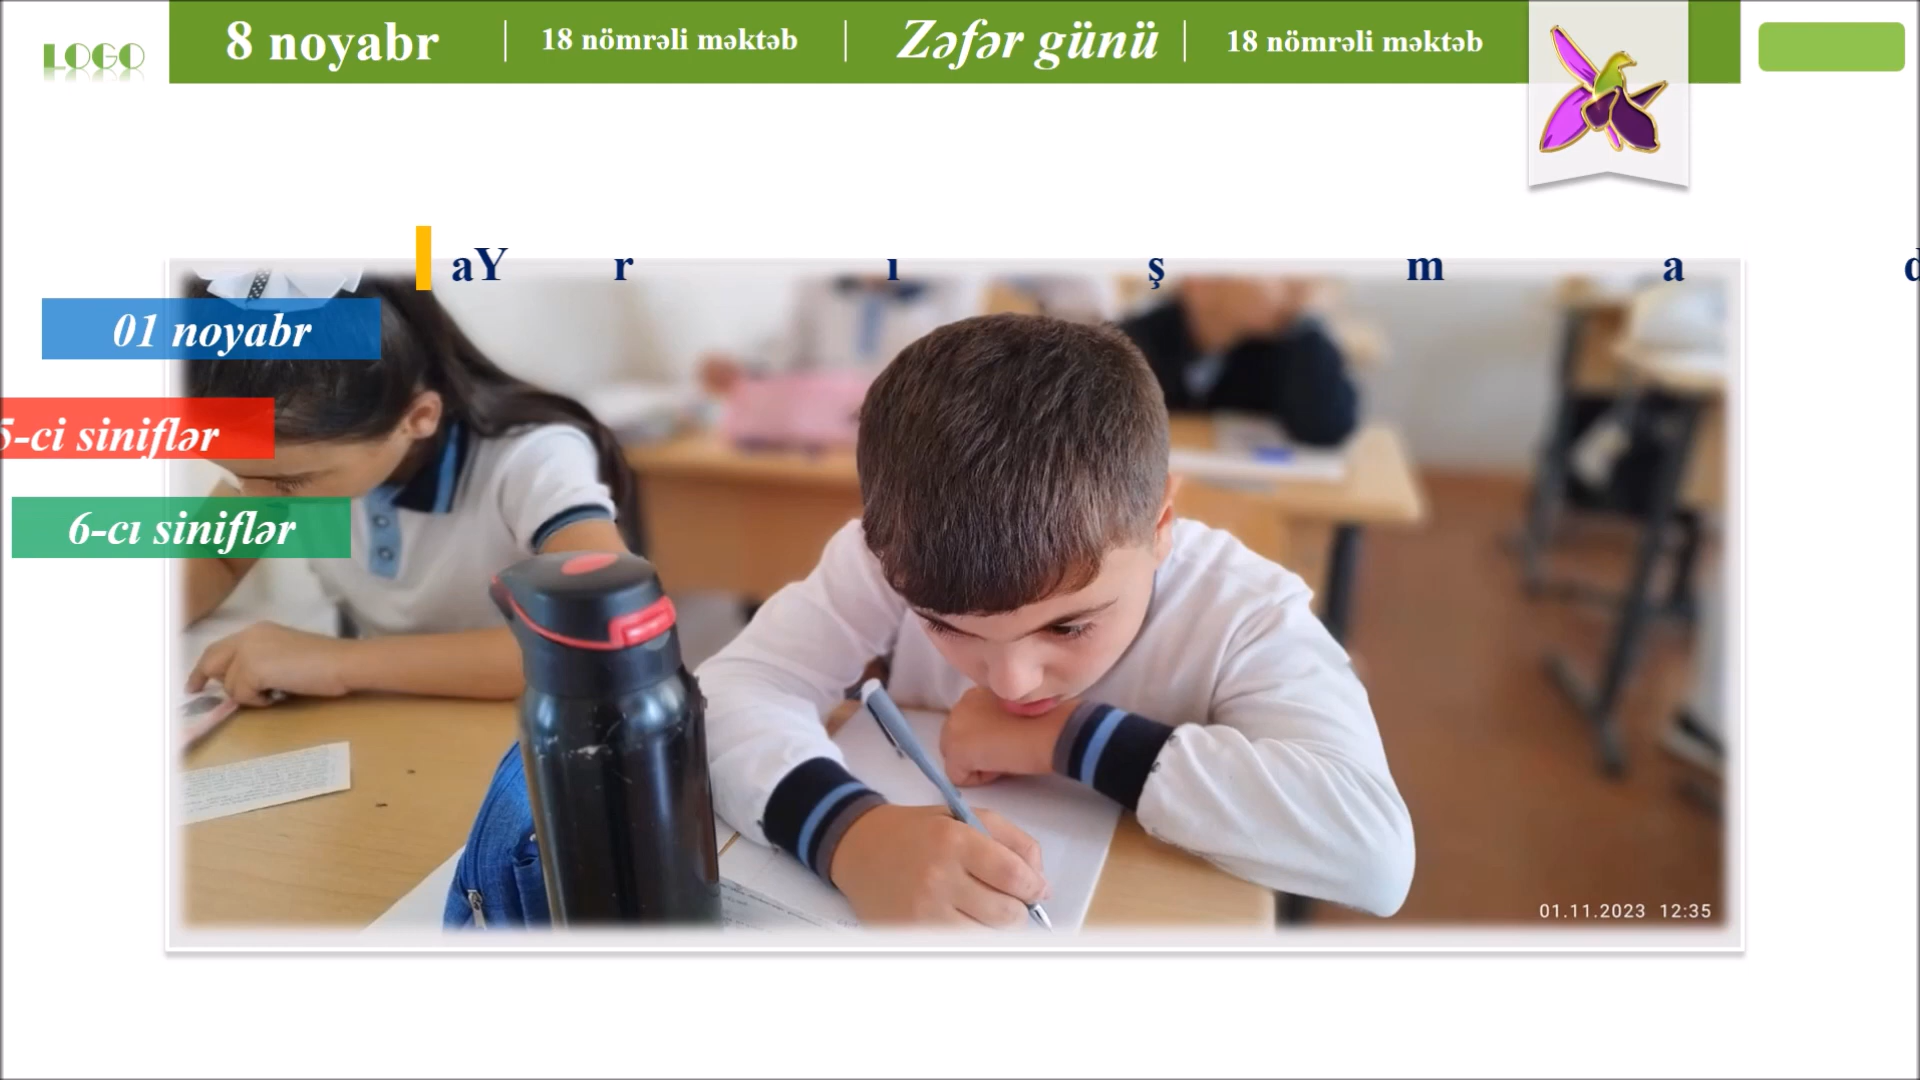 LOGO
8 noyabr
18 nömrəli məktəb
Zəfər günü
18 nömrəli məktəb
aY r ı ş m a d
01 noyabr
5-ci siniflər
6-cı siniflər
01.11.2023 12:35